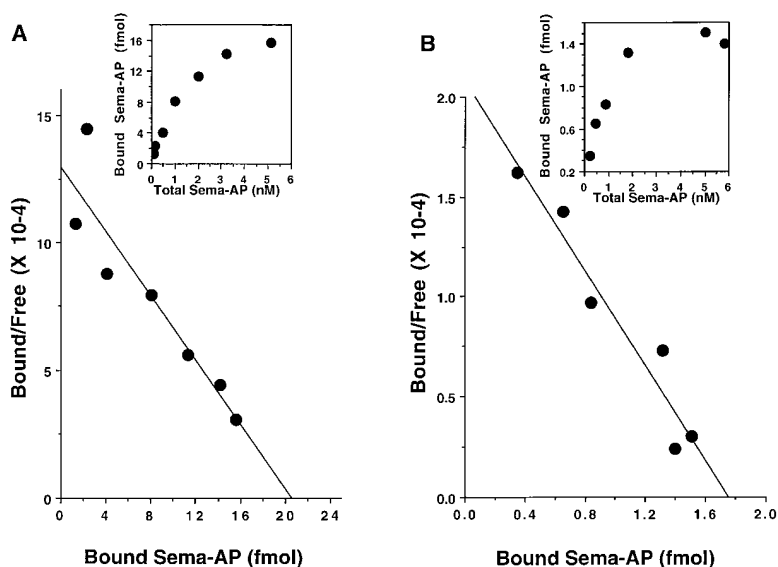 A
Bound Sema-AP (fmol)
16
12
8
4
0
0 1 2 3 4 5 6
Total Sema-AP (nM)
Bound/Free (X 10-4)
15
10
5
0
0 4 8 12 16 20 24
Bound Sema-AP (fmol)
B
Bound Sema-AP (fmol)
1.4
1.0
0.6
0.2
0 1 2 3 4 5 6
Total Sema-AP (nM)
Bound/Free (X 10-4)
2.0
1.5
1.0
0.5
0.0
0.0 0.4 0.8 1.2 1.6 2.0
Bound Sema-AP (fmol)